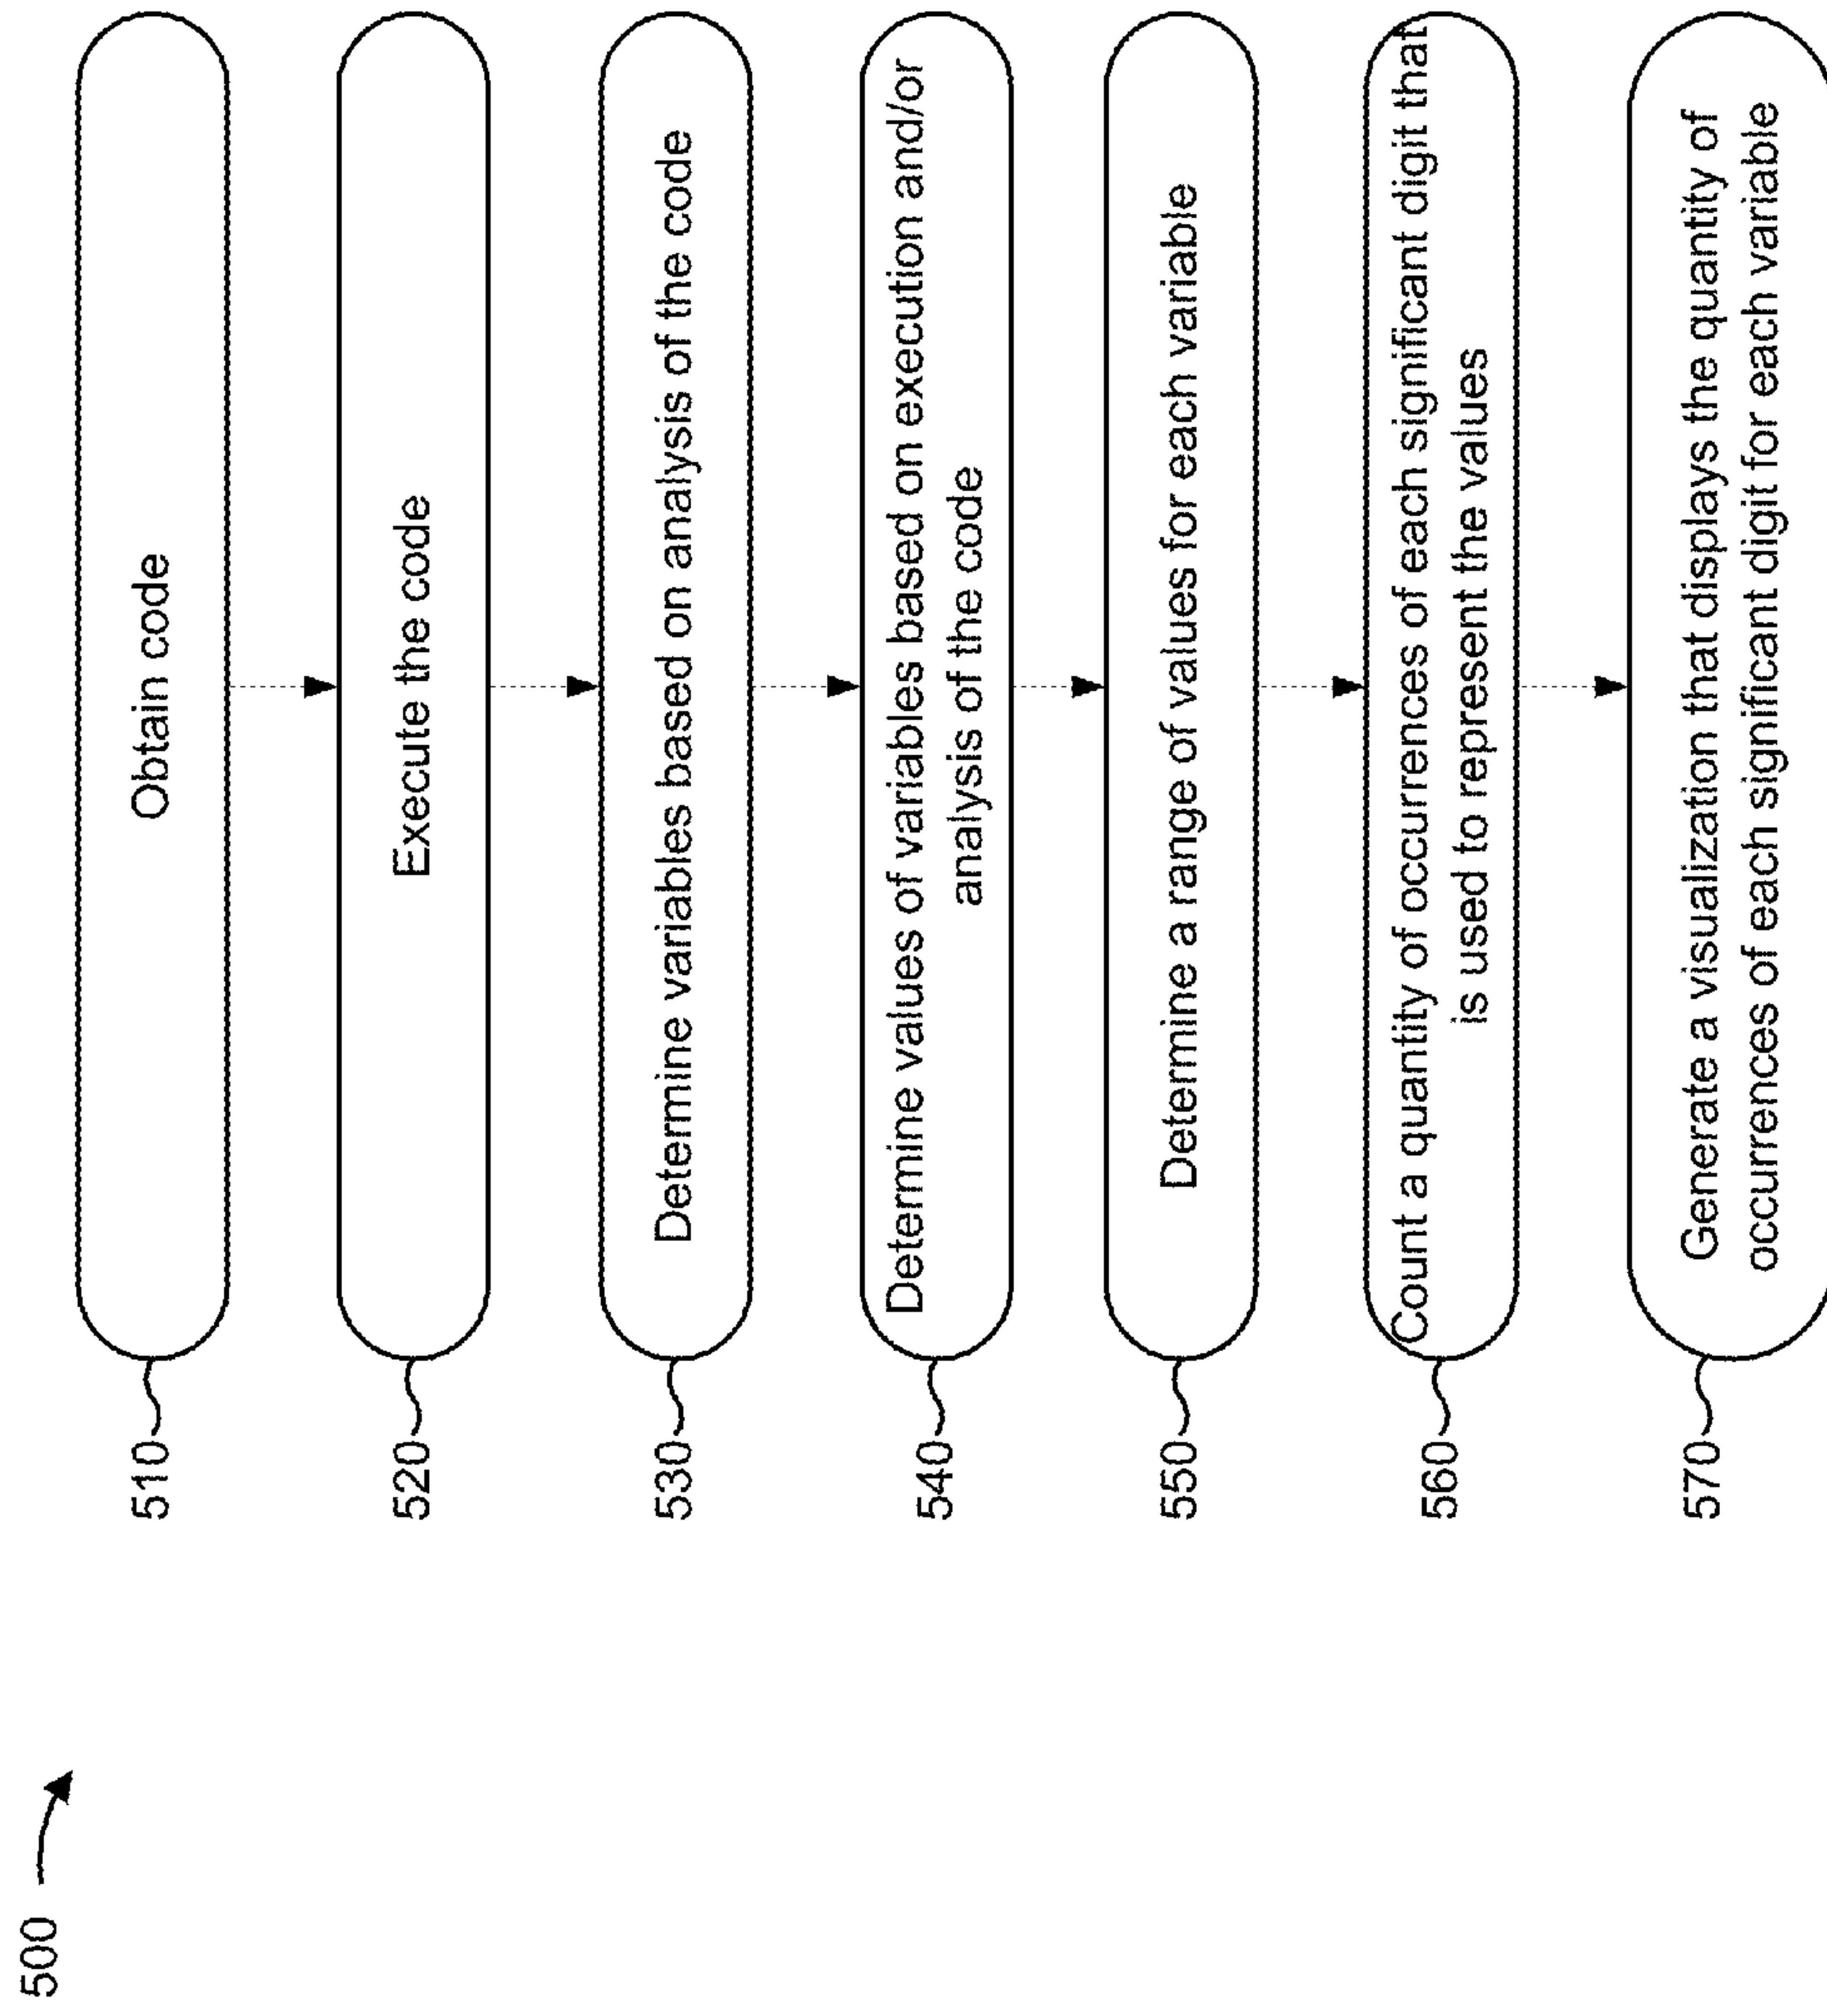 500
510
Obtain code
520
Execute the code
530
Determine variables based on analysis of the code
540
Determine values of variables based on execution and/or
analysis of the code
550
Determine a range of values for each variable
560
Count a quantity of occurrences of each significant digit that
is used to represent the values
570
Generate a visualization that displays the quantity of
occurrences of each significant digit for each variable